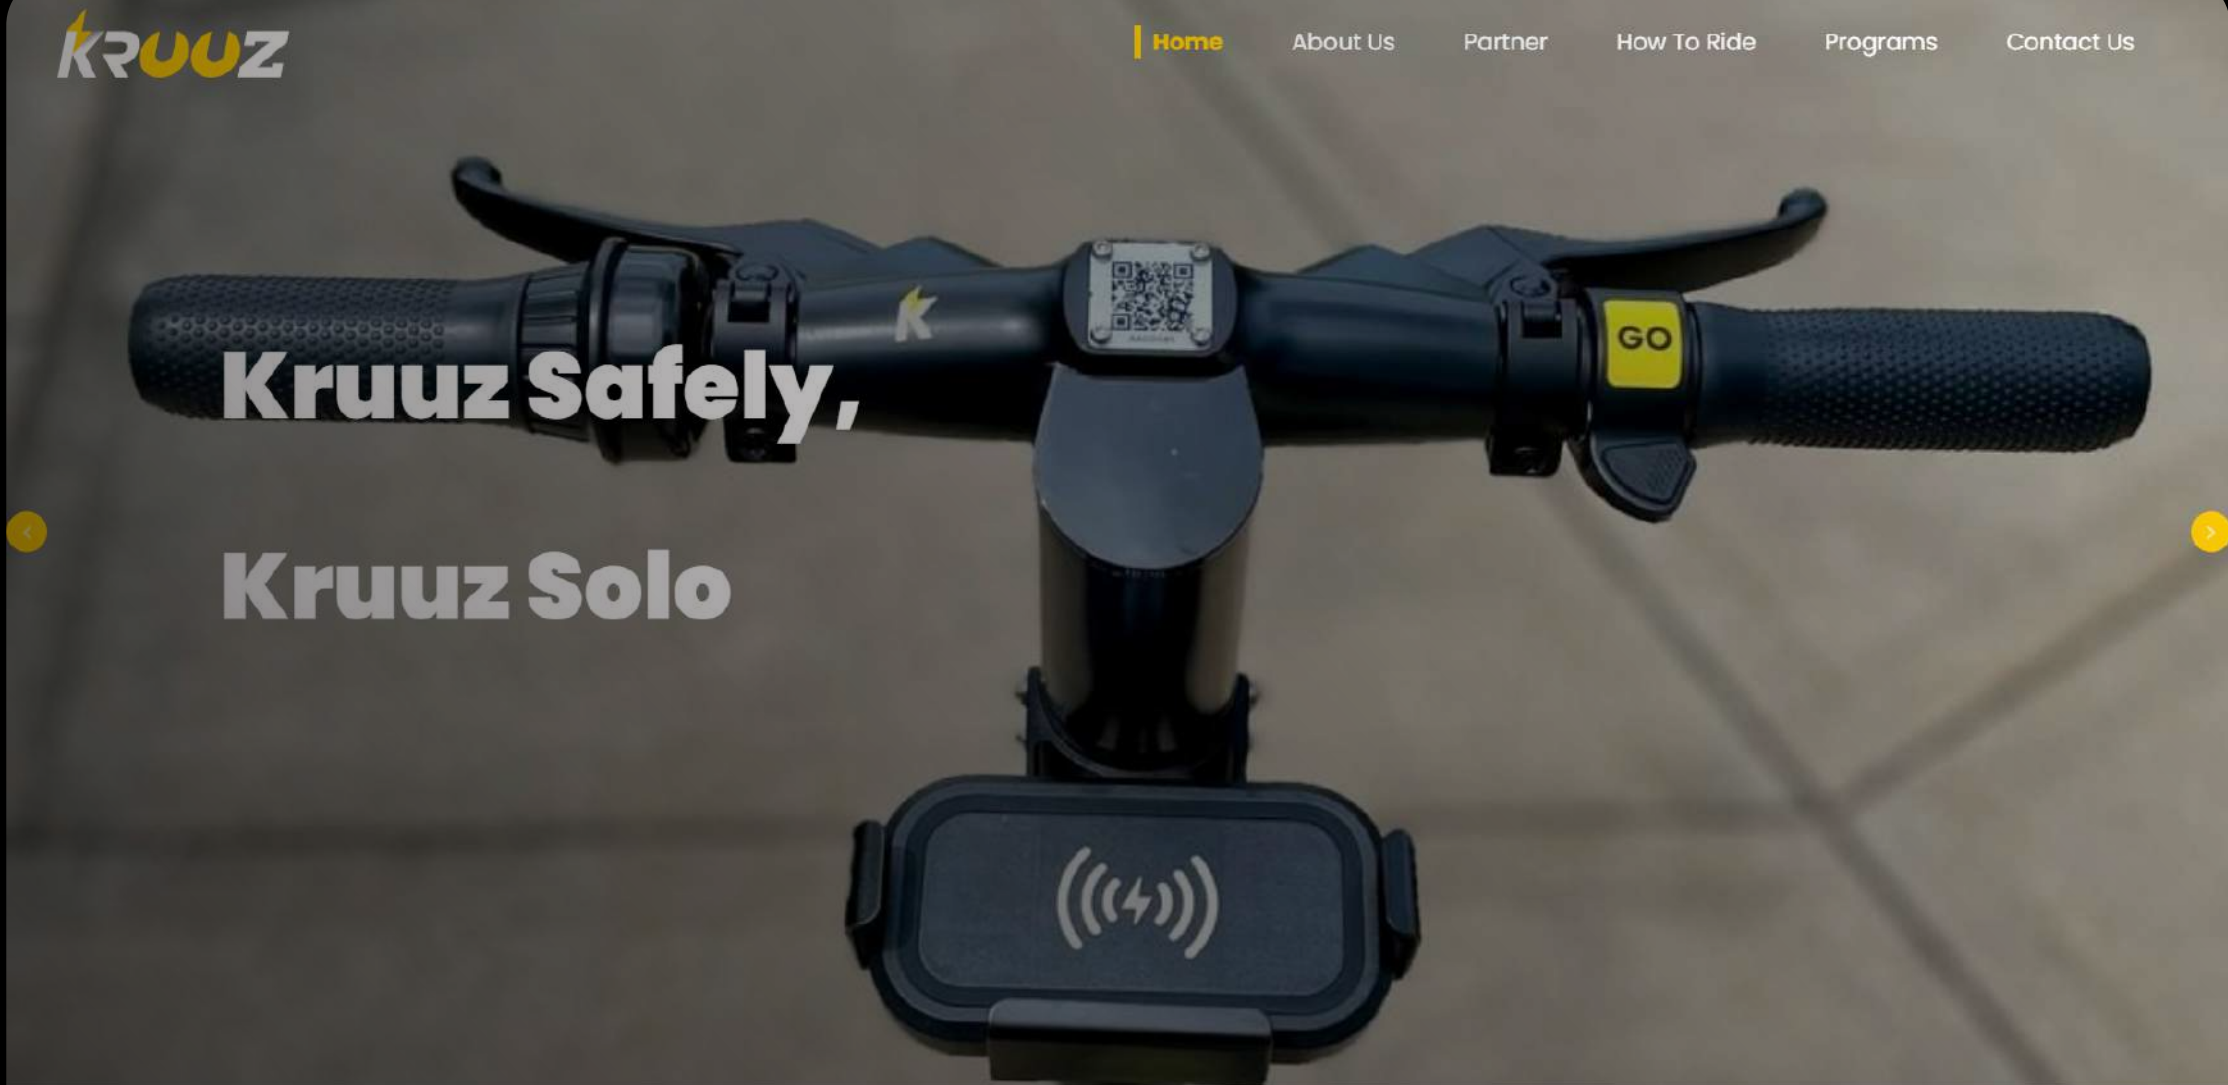 KRUUZ
Home
About Us
Partner
How To Ride
Programs
Contact Us
K
GO
Kruuz Safely,
Kruuz Solo